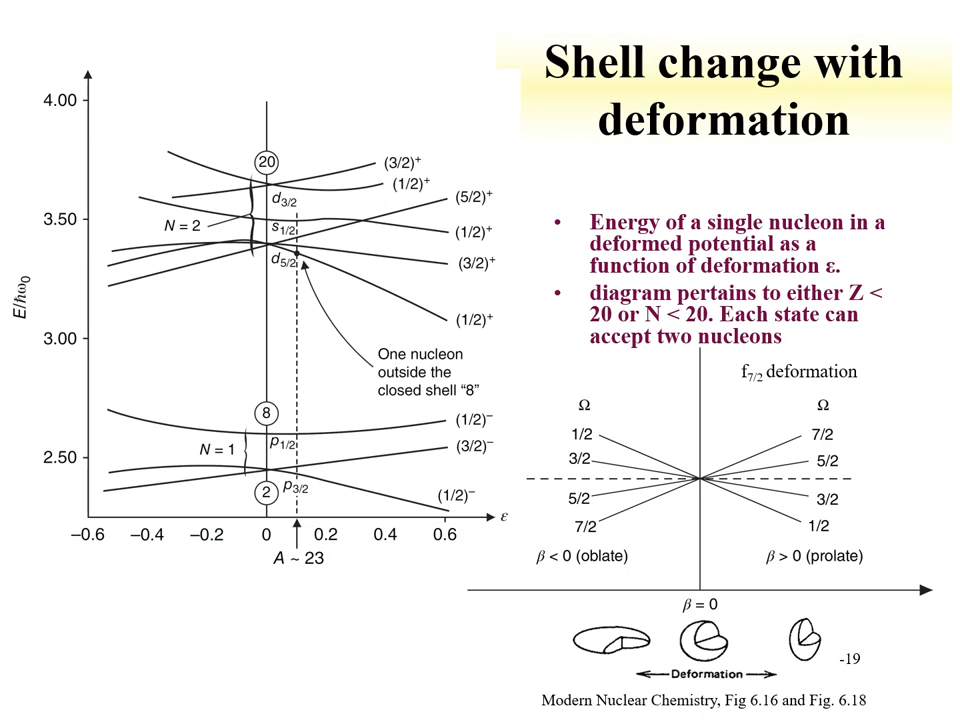 Shell change with
deformation
• Energy of a single nucleon in a
deformed potential as a
function of deformation ε.
• diagram pertains to either Z <
20 or N < 20. Each state can
accept two nucleons
4.00
3.50
3.00
2.50
E/ħω₀
20
8
2
d₃/₂
s₁/₂
d₅/₂
p₁/₂
p₃/₂
N = 2
N = 1
(3/2)⁺
(1/2)⁺
(5/2)⁺
(1/2)⁺
(3/2)⁺
(1/2)⁺
One nucleon
outside the
closed shell “8”
(1/2)⁻
(3/2)⁻
(1/2)⁻
ε
–0.6 –0.4 –0.2 0 0.2 0.4 0.6
A ~ 23
f₇/₂ deformation
Ω Ω
1/2 7/2
3/2 5/2
5/2 3/2
7/2 1/2
β < 0 (oblate) β > 0 (prolate)
β = 0
Deformation
-19
Modern Nuclear Chemistry, Fig 6.16 and Fig. 6.18